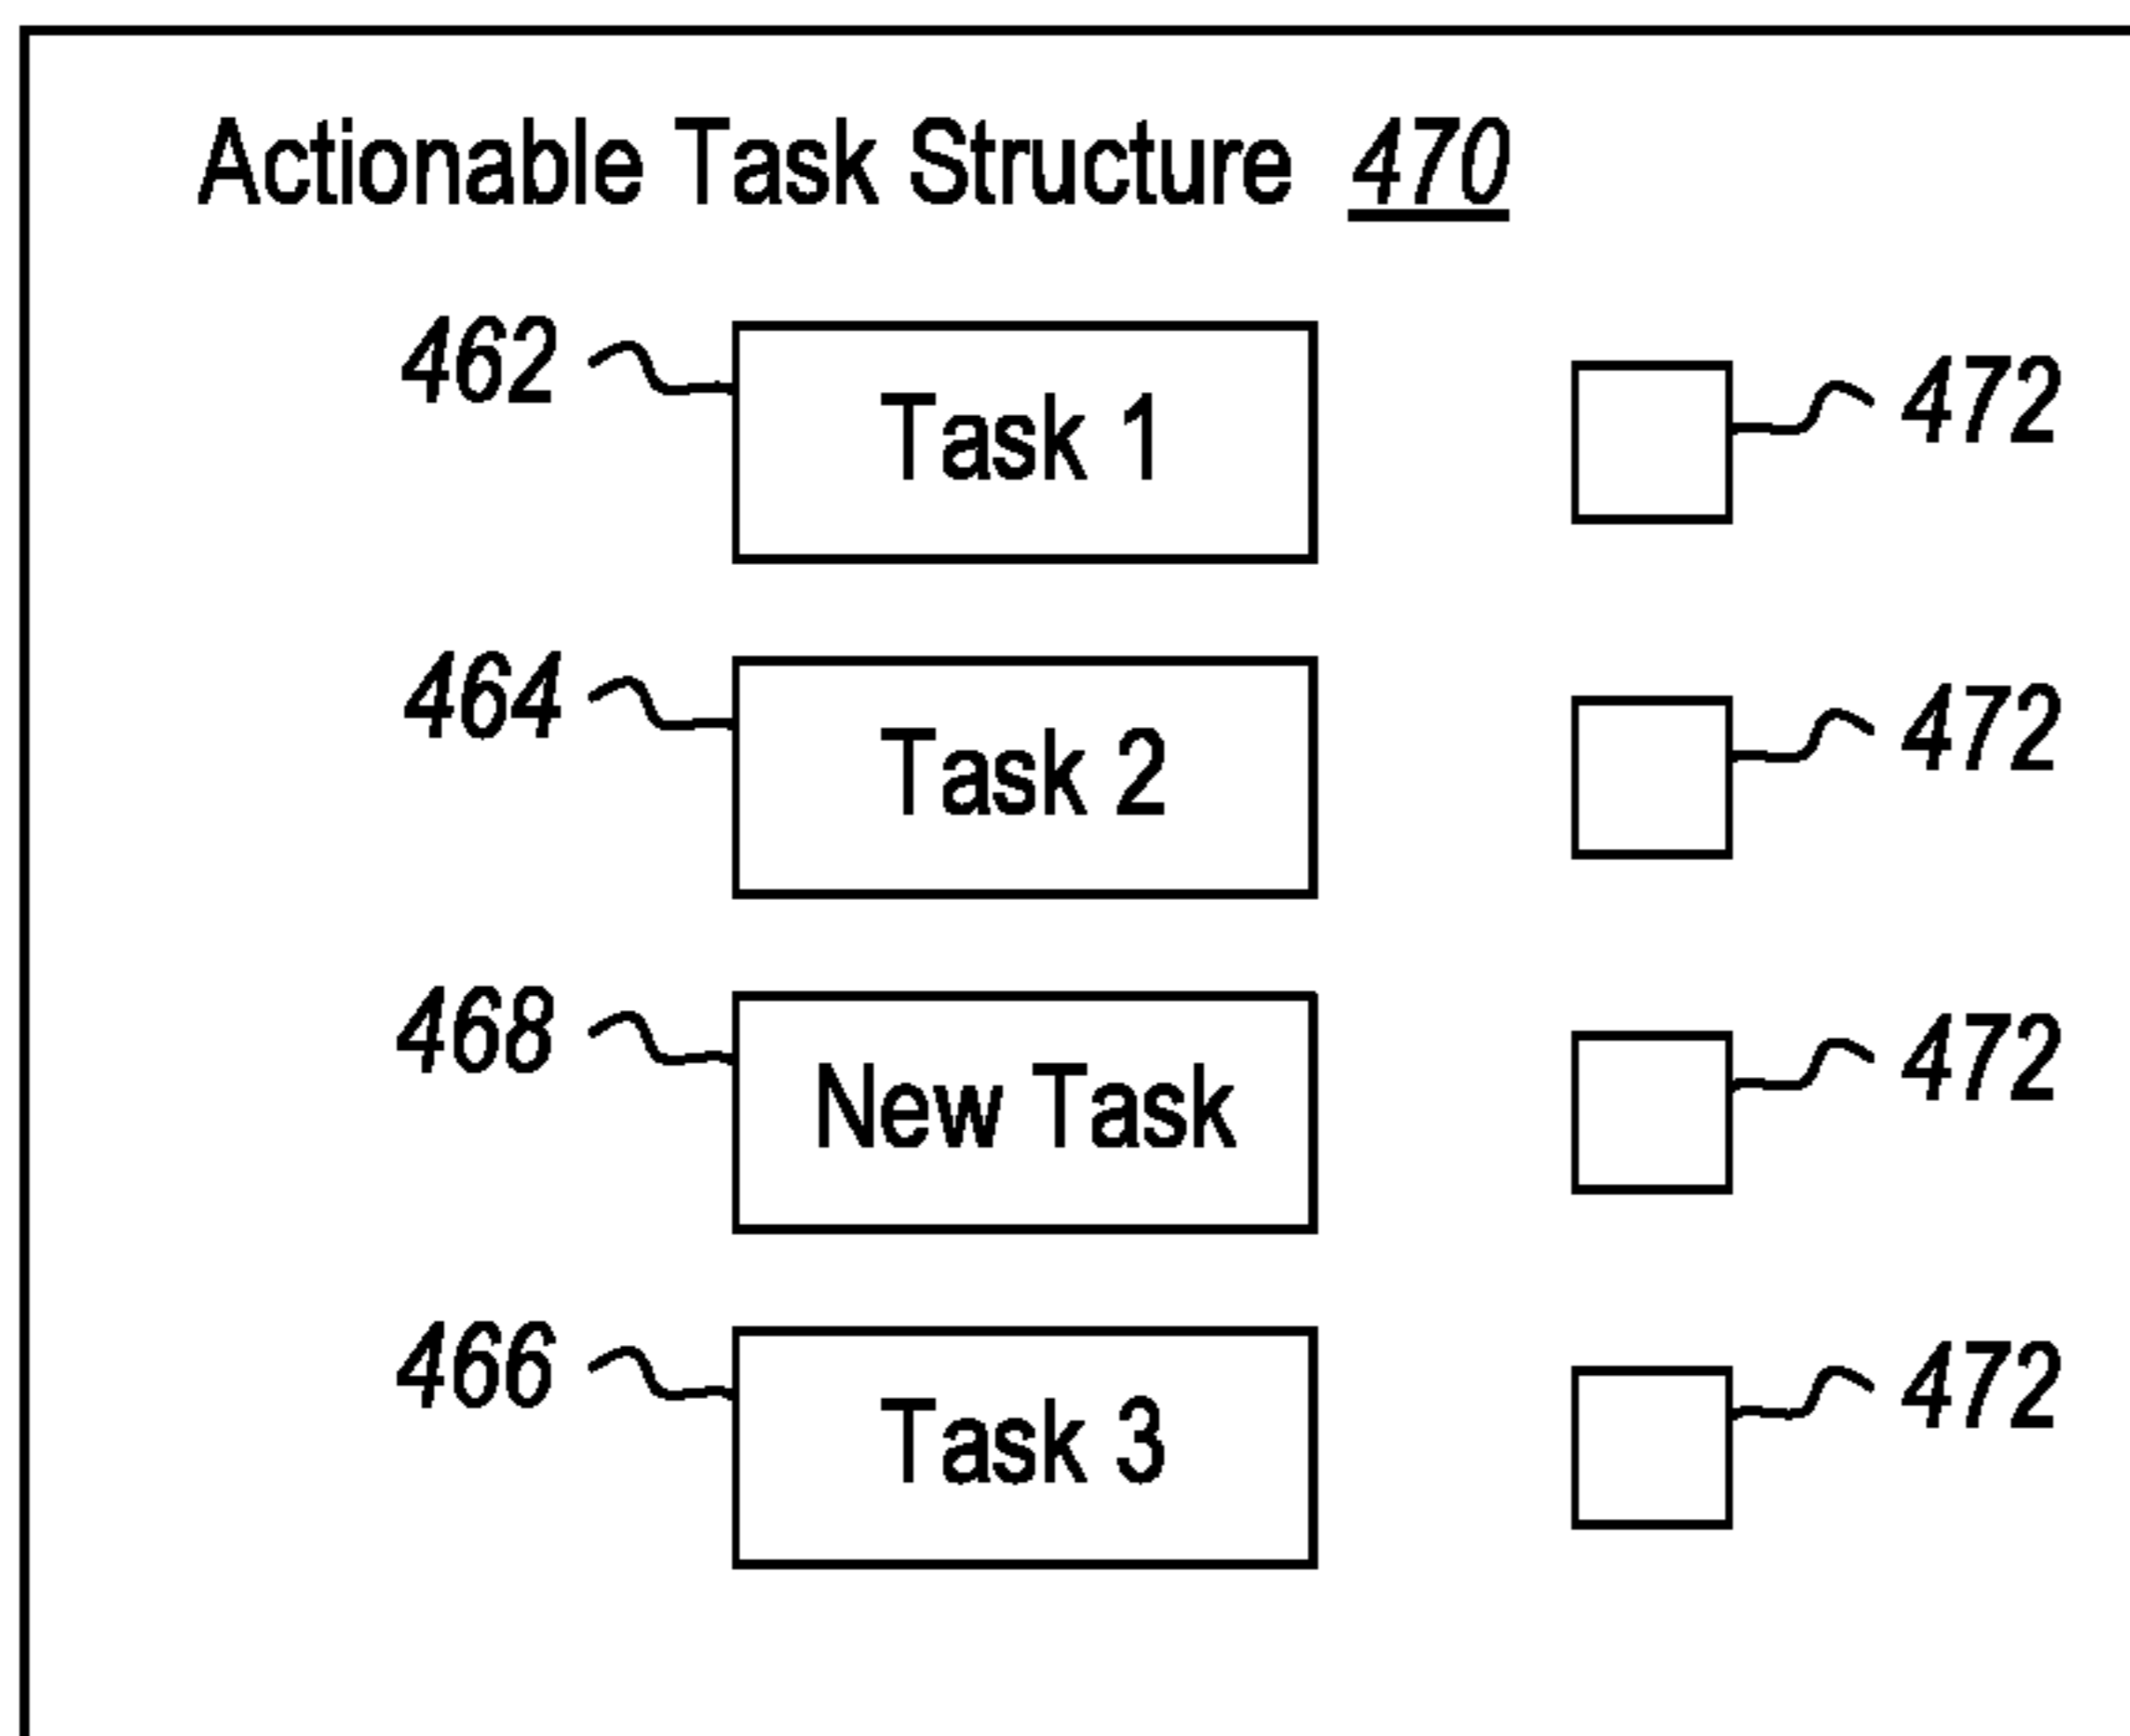 Actionable Task Structure 470
462 Task 1 472
464 Task 2 472
468 New Task 472
466 Task 3 472